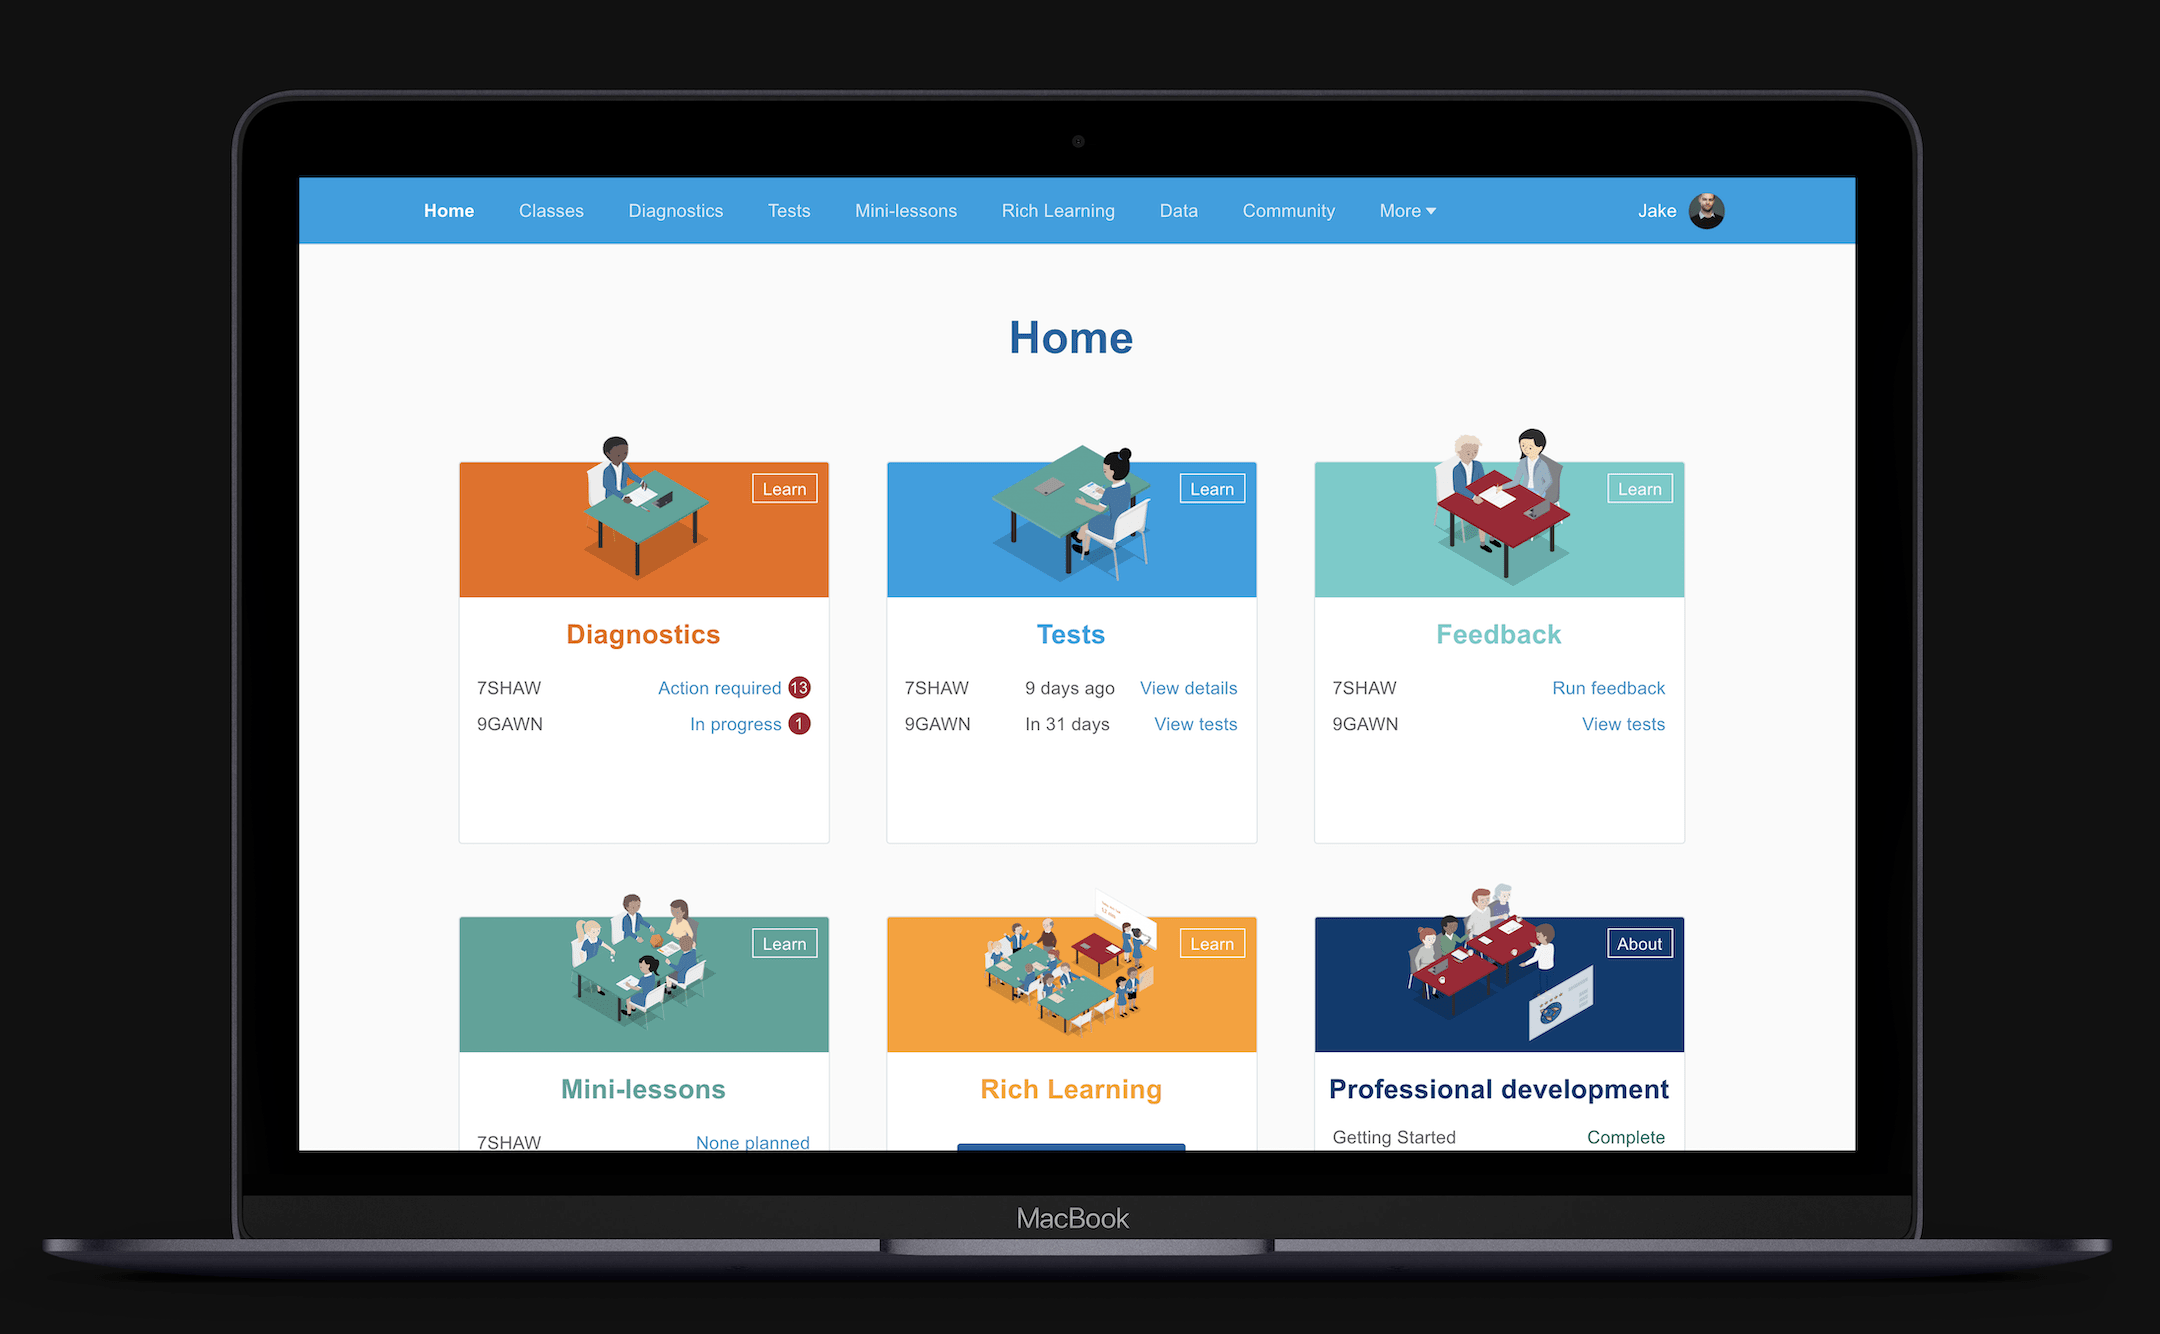 Home Classes Diagnostics Tests Mini-lessons Rich Learning Data Community More Jake
Home
Learn
Diagnostics
7SHAW Action required 13
9GAWN In progress 1
Learn
Tests
7SHAW 9 days ago View details
9GAWN In 31 days View tests
Learn
Feedback
7SHAW Run feedback
9GAWN View tests
Learn
Mini-lessons
7SHAW None planned
Learn
Rich Learning
About
Professional development
Getting Started Complete
MacBook